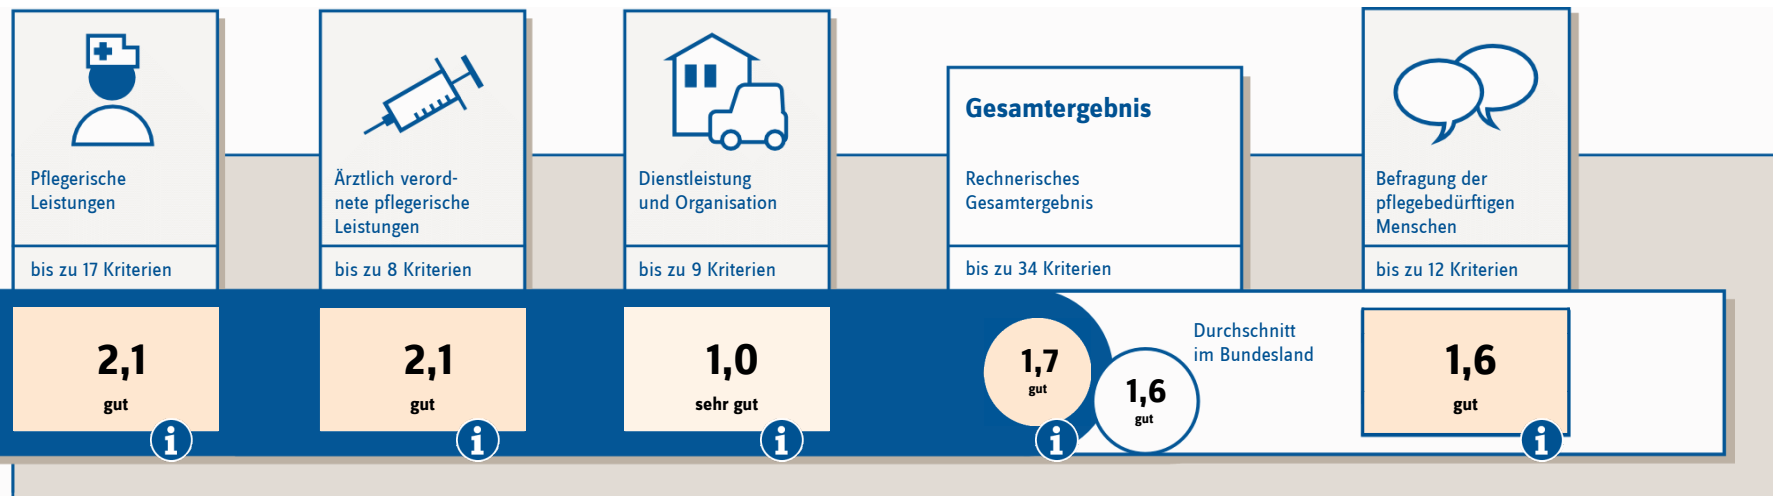 Pflegerische
Leistungen
bis zu 17 Kriterien
2,1
gut
i
Ärztlich verord-
nete pflegerische
Leistungen
bis zu 8 Kriterien
2,1
gut
i
Dienstleistung
und Organisation
bis zu 9 Kriterien
1,0
sehr gut
i
Gesamtergebnis
Rechnerisches
Gesamtergebnis
bis zu 34 Kriterien
1,7
gut
i
Durchschnitt
im Bundesland
1,6
gut
Befragung der
pflegebedürftigen
Menschen
bis zu 12 Kriterien
1,6
gut
i